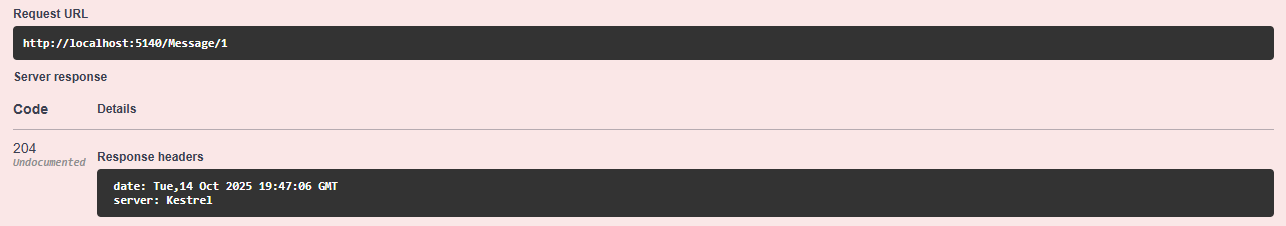 Request URL
http://localhost:5140/Message/1
Server response
Code Details
204
Undocumented
Response headers
date: Tue,14 Oct 2025 19:47:06 GMT
server: Kestrel